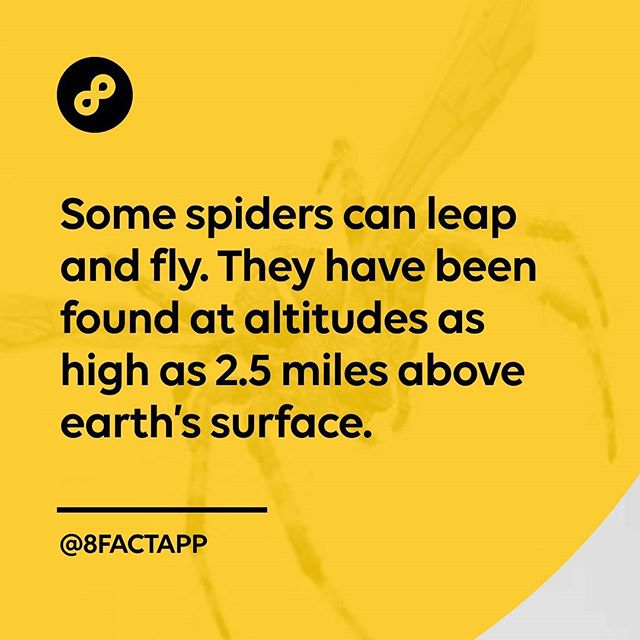 Some spiders can leap
and fly. They have been
found at altitudes as
high as 2.5 miles above
earth's surface.
@8FACTAPP